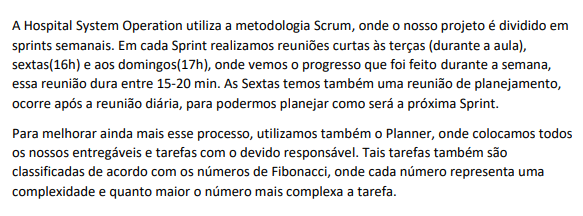 A Hospital System Operation utiliza a metodologia Scrum, onde o nosso projeto é dividido em
sprints semanais. Em cada Sprint realizamos reuniões curtas às terças (durante a aula),
sextas(16h) e aos domingos(17h), onde vemos o progresso que foi feito durante a semana,
essa reunião dura entre 15-20 min. As Sextas temos também uma reunião de planejamento,
ocorre após a reunião diária, para podermos planejar como será a próxima Sprint.
Para melhorar ainda mais esse processo, utilizamos também o Planner, onde colocamos todos
os nossos entregáveis e tarefas com o devido responsável. Tais tarefas também são
classificadas de acordo com os números de Fibonacci, onde cada número representa uma
complexidade e quanto maior o número mais complexa a tarefa.